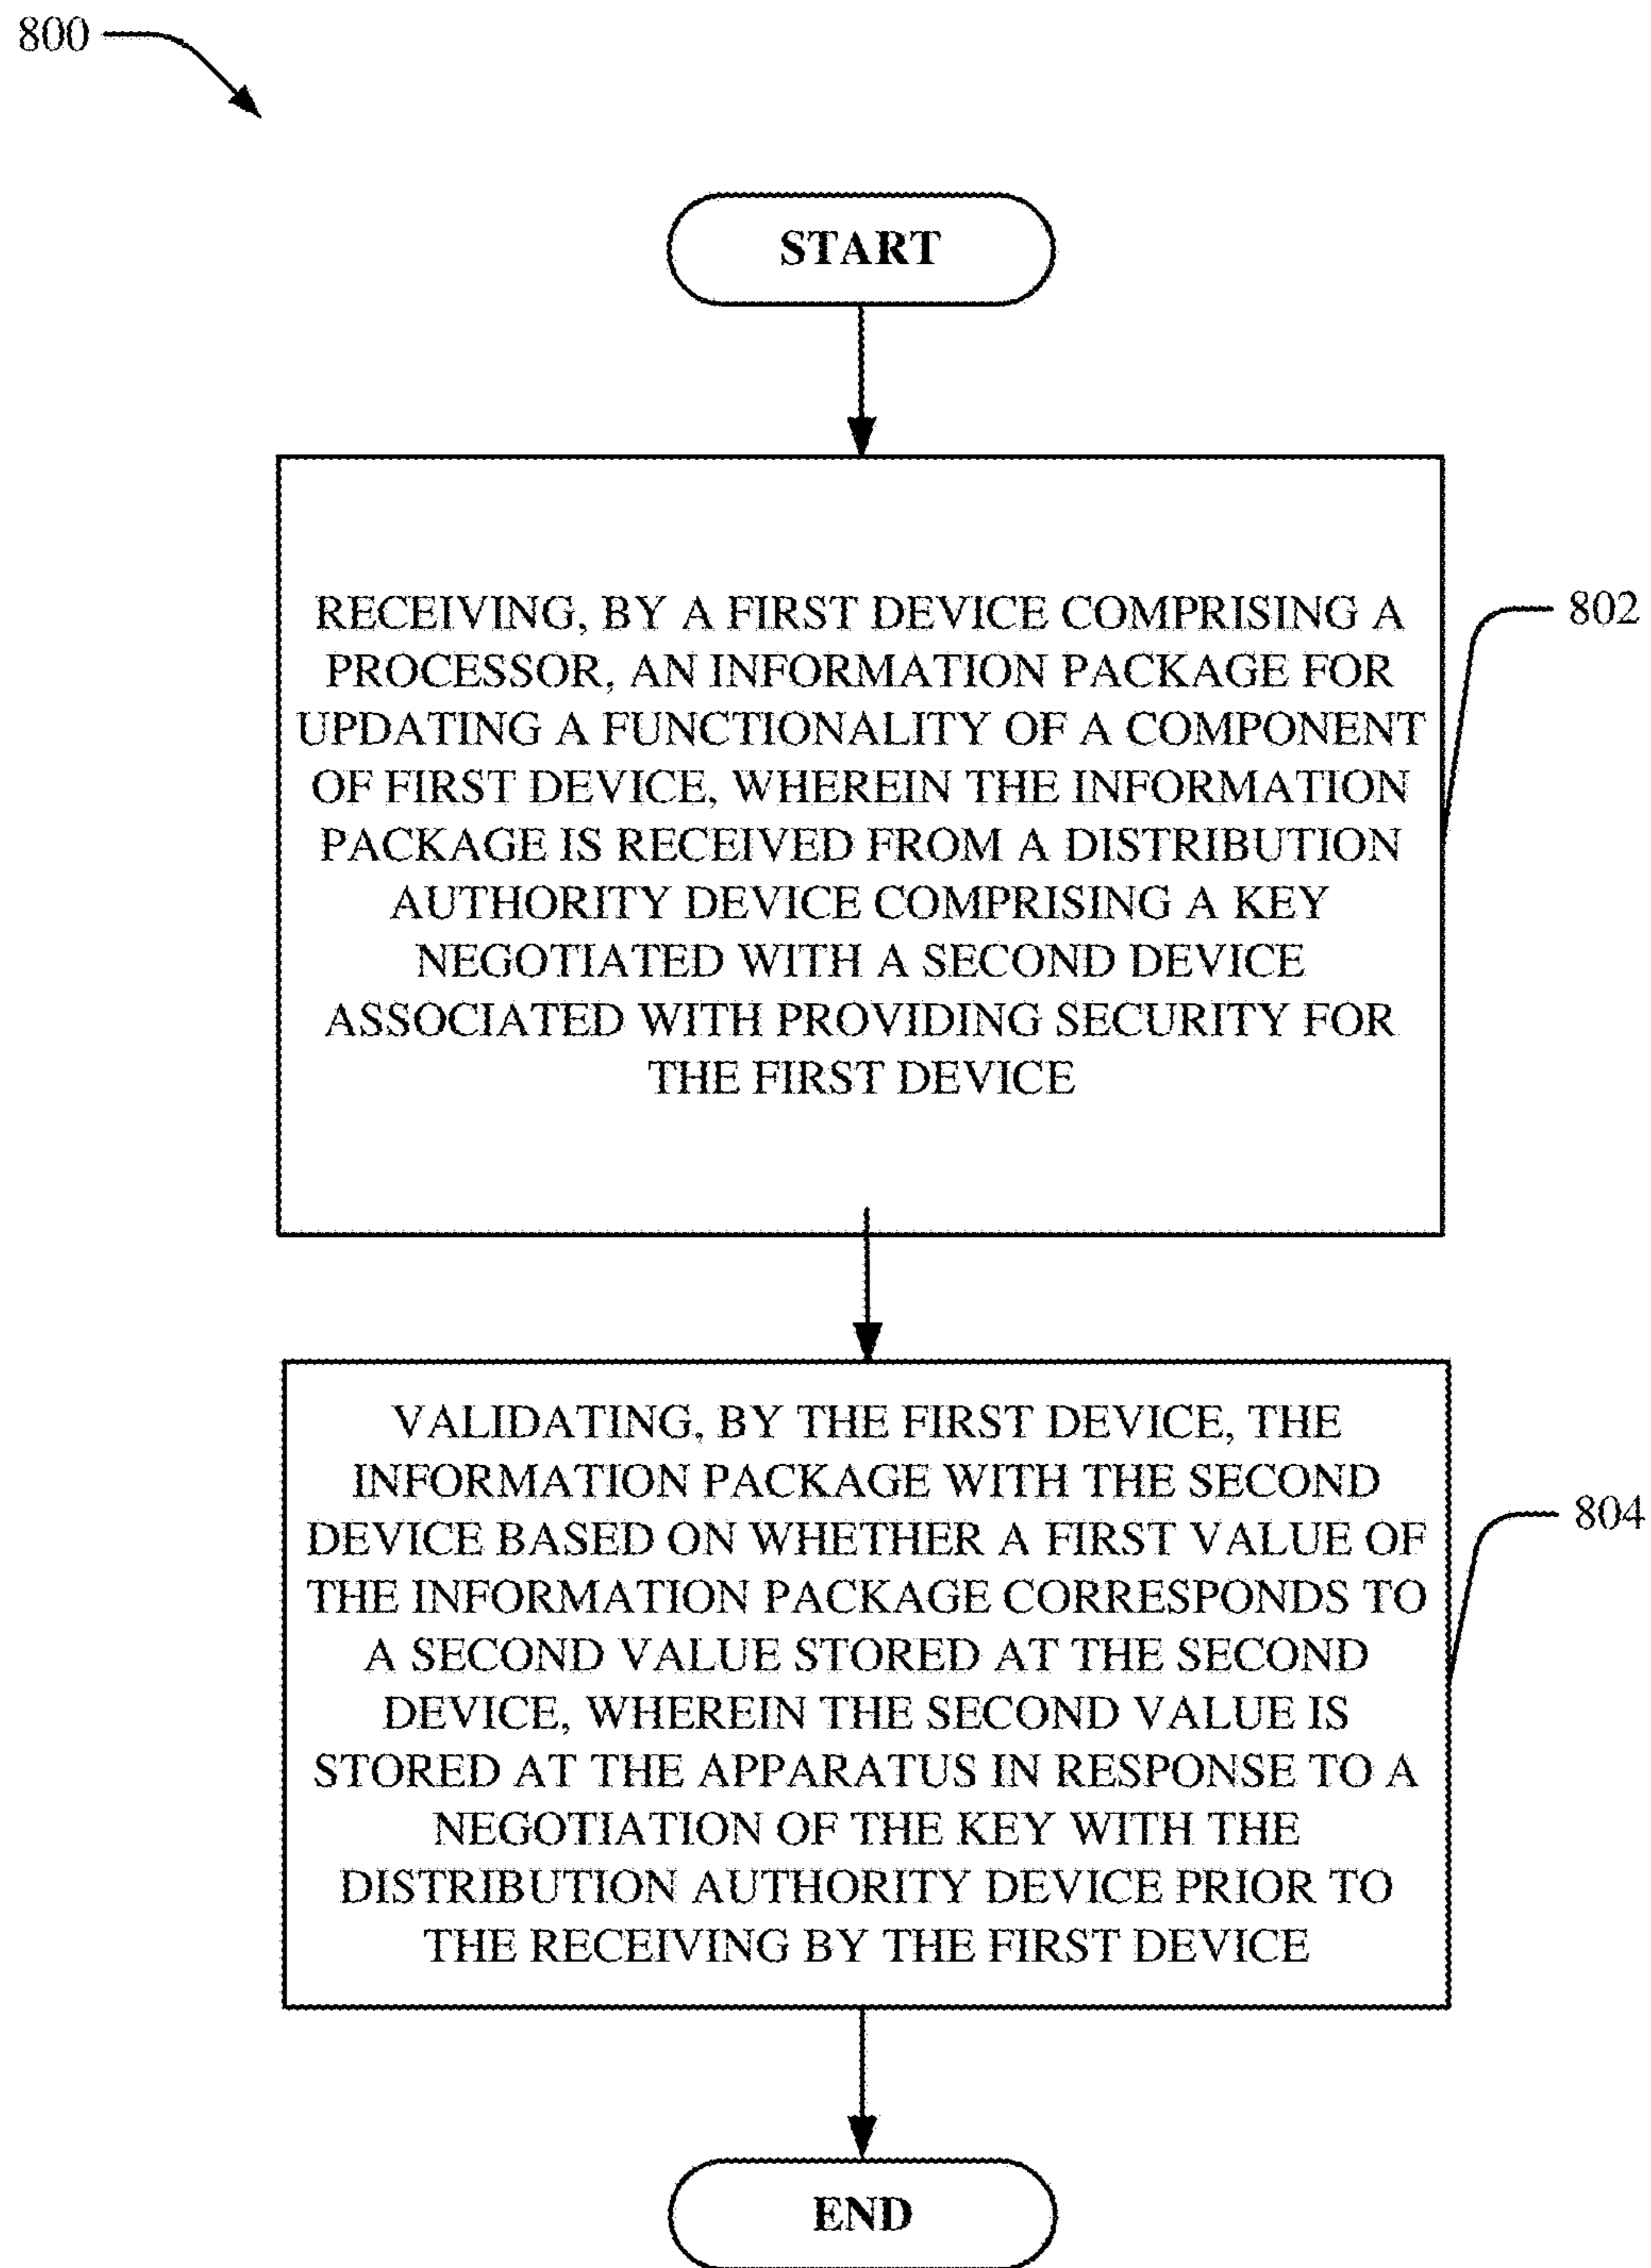 800
START
RECEIVING, BY A FIRST DEVICE COMPRISING A
PROCESSOR, AN INFORMATION PACKAGE FOR
UPDATING A FUNCTIONALITY OF A COMPONENT
OF FIRST DEVICE, WHEREIN THE INFORMATION
PACKAGE IS RECEIVED FROM A DISTRIBUTION
AUTHORITY DEVICE COMPRISING A KEY
NEGOTIATED WITH A SECOND DEVICE
ASSOCIATED WITH PROVIDING SECURITY FOR
THE FIRST DEVICE
802
VALIDATING, BY THE FIRST DEVICE, THE
INFORMATION PACKAGE WITH THE SECOND
DEVICE BASED ON WHETHER A FIRST VALUE OF
THE INFORMATION PACKAGE CORRESPONDS TO
A SECOND VALUE STORED AT THE SECOND
DEVICE, WHEREIN THE SECOND VALUE IS
STORED AT THE APPARATUS IN RESPONSE TO A
NEGOTIATION OF THE KEY WITH THE
DISTRIBUTION AUTHORITY DEVICE PRIOR TO
THE RECEIVING BY THE FIRST DEVICE
804
END